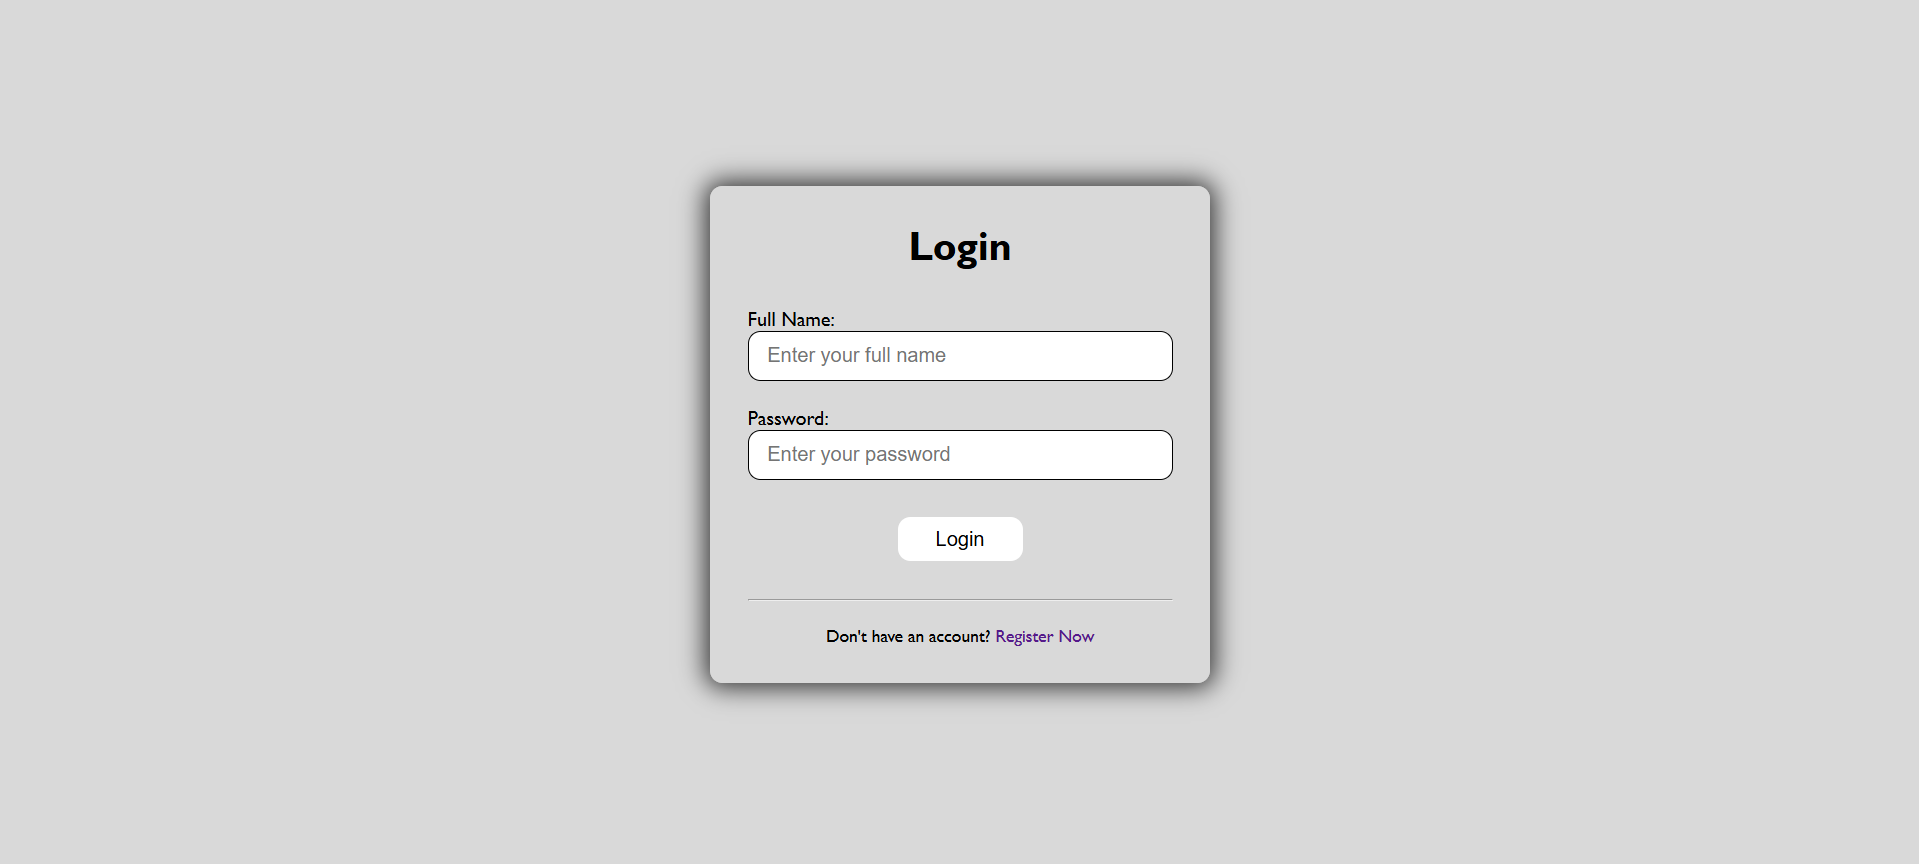 Login
Full Name:
Enter your full name
Password:
Enter your password
Login
Don't have an account? Register Now